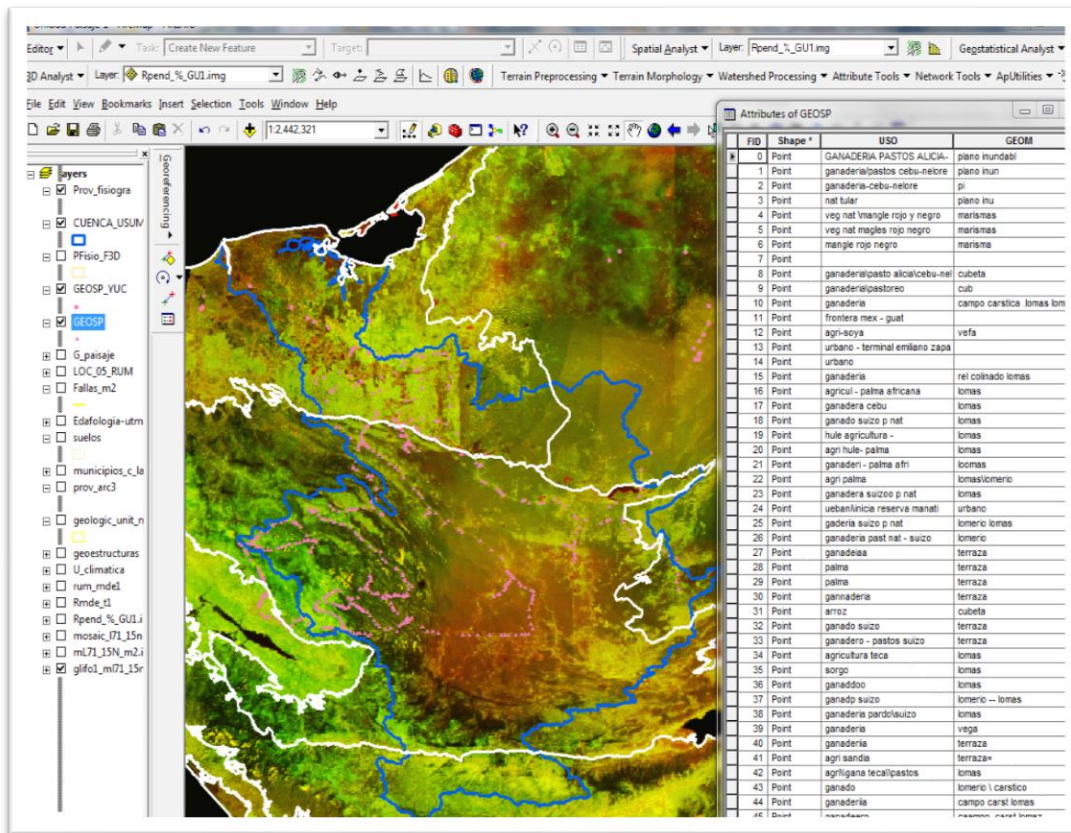 Editor Task: Create New Feature Target: Spatial Analyst Layer: Rpend_%_GU1.img Geostatistical Analyst
3D Analyst Layer: Rpend_%_GU1.img Terrain Preprocessing Terrain Morphology Watershed Processing Attribute Tools Network Tools ApUtilities
File Edit View Bookmarks Insert Selection Tools Window Help
1:2,442,321
Layers
Prov_fisiogra
CUENCA_USUM
PFisio_F3D
GEOSP_YUC
GEOSP
G_paisaje
LOC_05_RUM
Fallas_m2
Edafologia-utm
suelos
municipios_c_la
prov_arc3
geologic_unit_n
geoestructuras
U_climatica
rum_mde1
Rmde_t1
Rpend_%_GU1.i
mosaic_l71_15n
mL71_15N_m2.i
glifo1_ml71_15r
Georeferencing
Attributes of GEOSP
FID Shape * USO GEOM
0 Point GANADERIA PASTOS ALICIA- plano inundabl
1 Point ganaderia/pastos cebu-nelore plano inun
2 Point ganaderia-cebu-nelore pi
3 Point nat tular plano inu
4 Point veg nat \mangle rojo y negro marismas
5 Point veg nat magles rojo negro marismas
6 Point mangle rojo negro marisma
7 Point
8 Point ganaderia\pasto alicia\cebu-nel cubeta
9 Point ganaderia\pastoreo cub
10 Point ganaderia campo carstica .lomas lom
11 Point frontera mex - guat
12 Point agri-soya vefa
13 Point urbano - terminal emiliano zapa
14 Point urbano
15 Point ganaderia rel colinado lomas
16 Point agricul - palma africana lomas
17 Point ganadera cebu lomas
18 Point ganado suizo p nat lomas
19 Point hule agricultura - lomas
20 Point agri hule- palma lomas
21 Point ganaderi - palma afri loomas
22 Point agri palma lomas\lomerio
23 Point ganadera suizoo p nat lomas
24 Point ueban\inicia reserva manati urbano
25 Point gaderia suizo p nat lomerio lomas
26 Point ganaderia past nat - suizo lomerio
27 Point ganadeiaa terraza
28 Point palma terraza
29 Point palma terraza
30 Point gannaderia terraza
31 Point arroz cubeta
32 Point ganado suizo terraza
33 Point ganadero - pastos suizo terraza
34 Point agricultura teca lomas
35 Point sorgo lomas
36 Point ganaddoo lomas
37 Point ganadp suizo lomerio -- lomas
38 Point ganaderia pardo\suizo lomas
39 Point ganaderia vega
40 Point ganaderiia terraza
41 Point agri sandia terraza=
42 Point agri\\gana teca\\pastos lomas
43 Point ganado lomerio \ carstico
44 Point ganaderiia campo carst lomas
45 Point